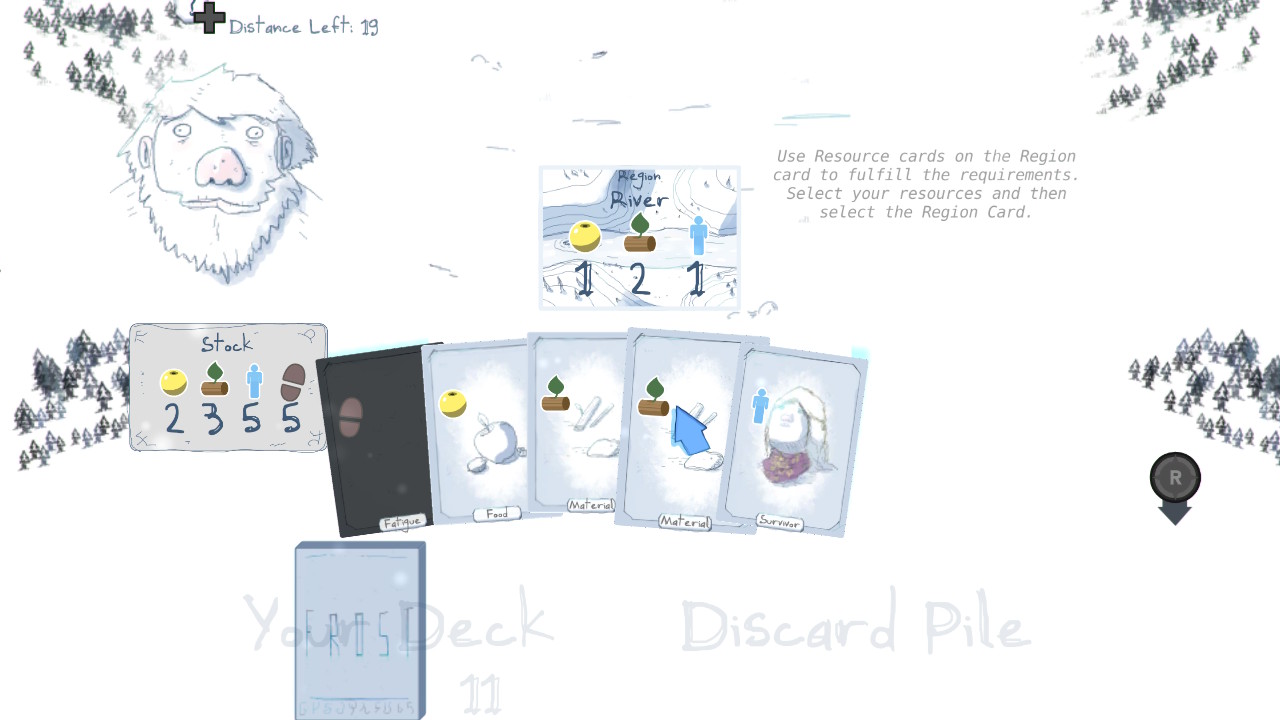 Distance Left: 19
Use Resource cards on the Region
card to fulfill the requirements.
Select your resources and then
select the Region Card.
Region
River
1 2 1
Stock
2 3 5 5
Fatigue
Food
Material
Material
Survivor
R
FROST
Your Deck
Discard Pile
11